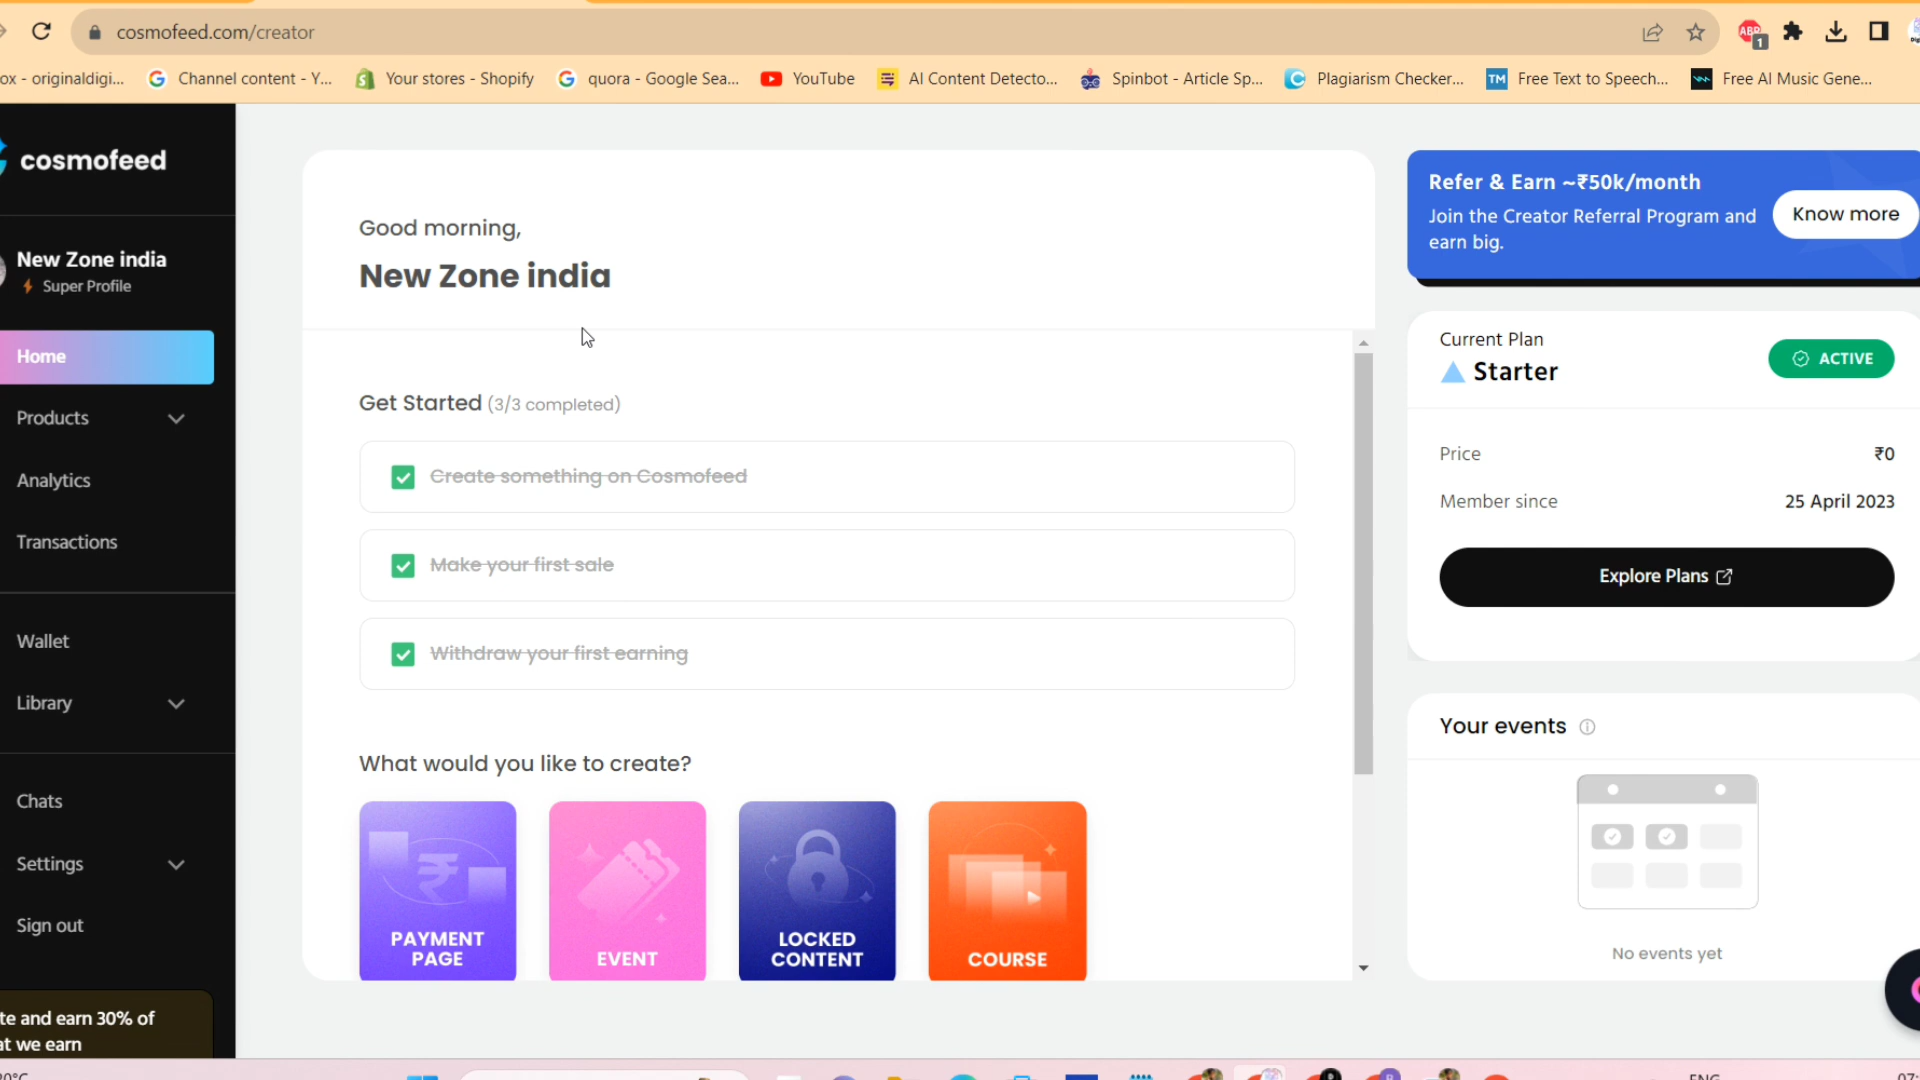 cosmofeed.com/creator
ox - originaldigi...
Channel content - Y...
Your stores - Shopify
quora - Google Sea...
YouTube
AI Content Detecto...
Spinbot - Article Sp...
Plagiarism Checker...
TM
Free Text to Speech...
Free AI Music Gene...
ABP
1
cosmofeed
New Zone india
Super Profile
Home
Products
Analytics
Transactions
Wallet
Library
Chats
Settings
Sign out
te and earn 30% of
at we earn
Good morning,
New Zone india
Get Started (3/3 completed)
Create something on Cosmofeed
Make your first sale
Withdraw your first earning
What would you like to create?
PAYMENT
PAGE
EVENT
LOCKED
CONTENT
COURSE
Refer & Earn ~₹50k/month
Join the Creator Referral Program and
earn big.
Know more
Current Plan
Starter
ACTIVE
Price ₹0
Member since 25 April 2023
Explore Plans
Your events
No events yet
ENG